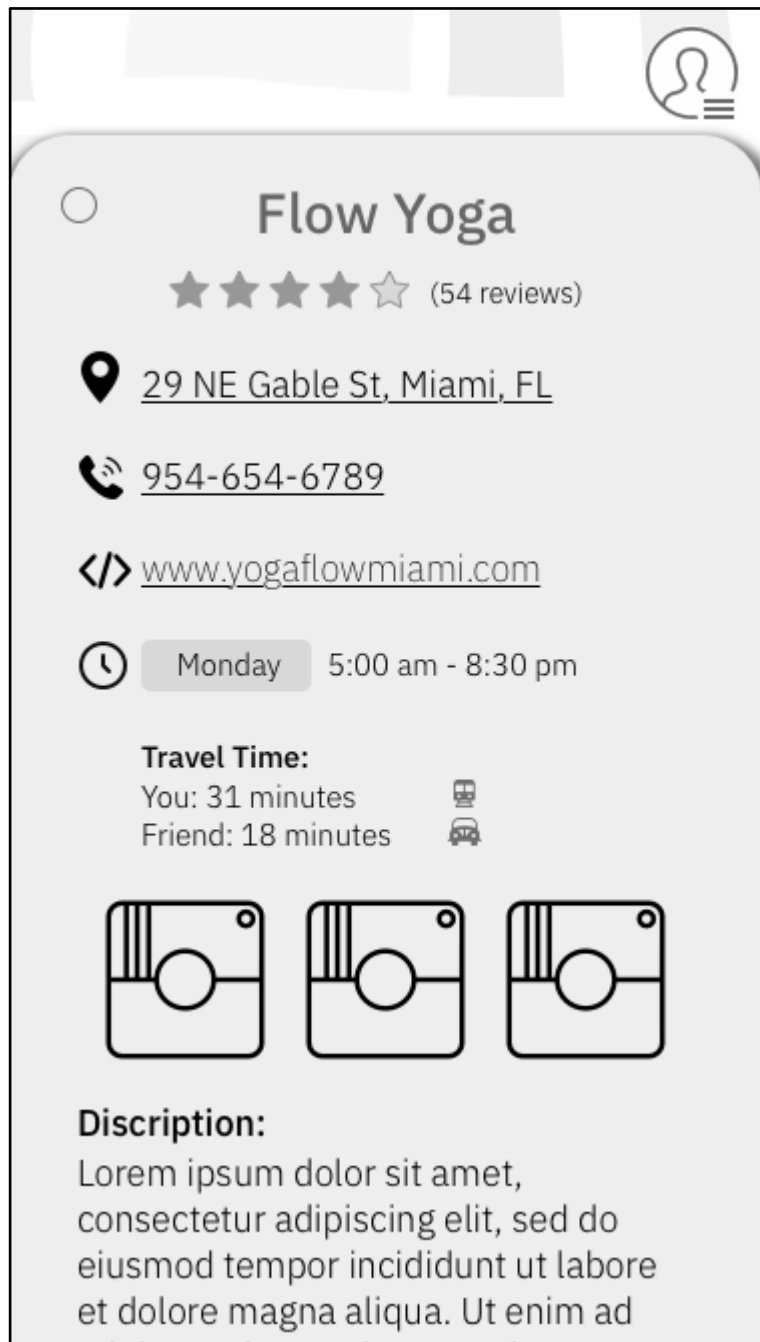 Flow Yoga
(54 reviews)
29 NE Gable St, Miami, FL
954-654-6789
www.yogaflowmiami.com
Monday 5:00 am - 8:30 pm
Travel Time:
You: 31 minutes
Friend: 18 minutes
Discription:
Lorem ipsum dolor sit amet,
consectetur adipiscing elit, sed do
eiusmod tempor incididunt ut labore
et dolore magna aliqua. Ut enim ad